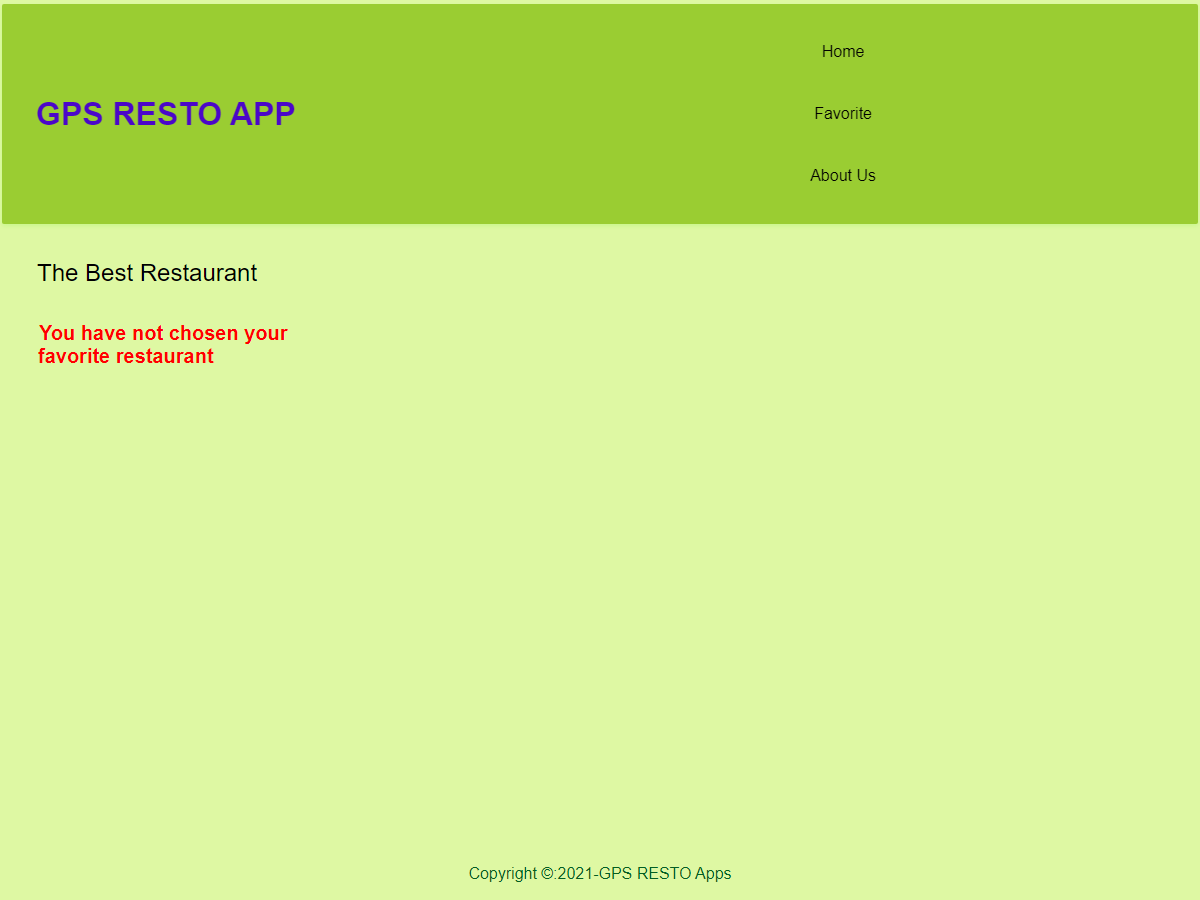 GPS RESTO APP
Home
Favorite
About Us
The Best Restaurant
You have not chosen your
favorite restaurant
Copyright ©:2021-GPS RESTO Apps